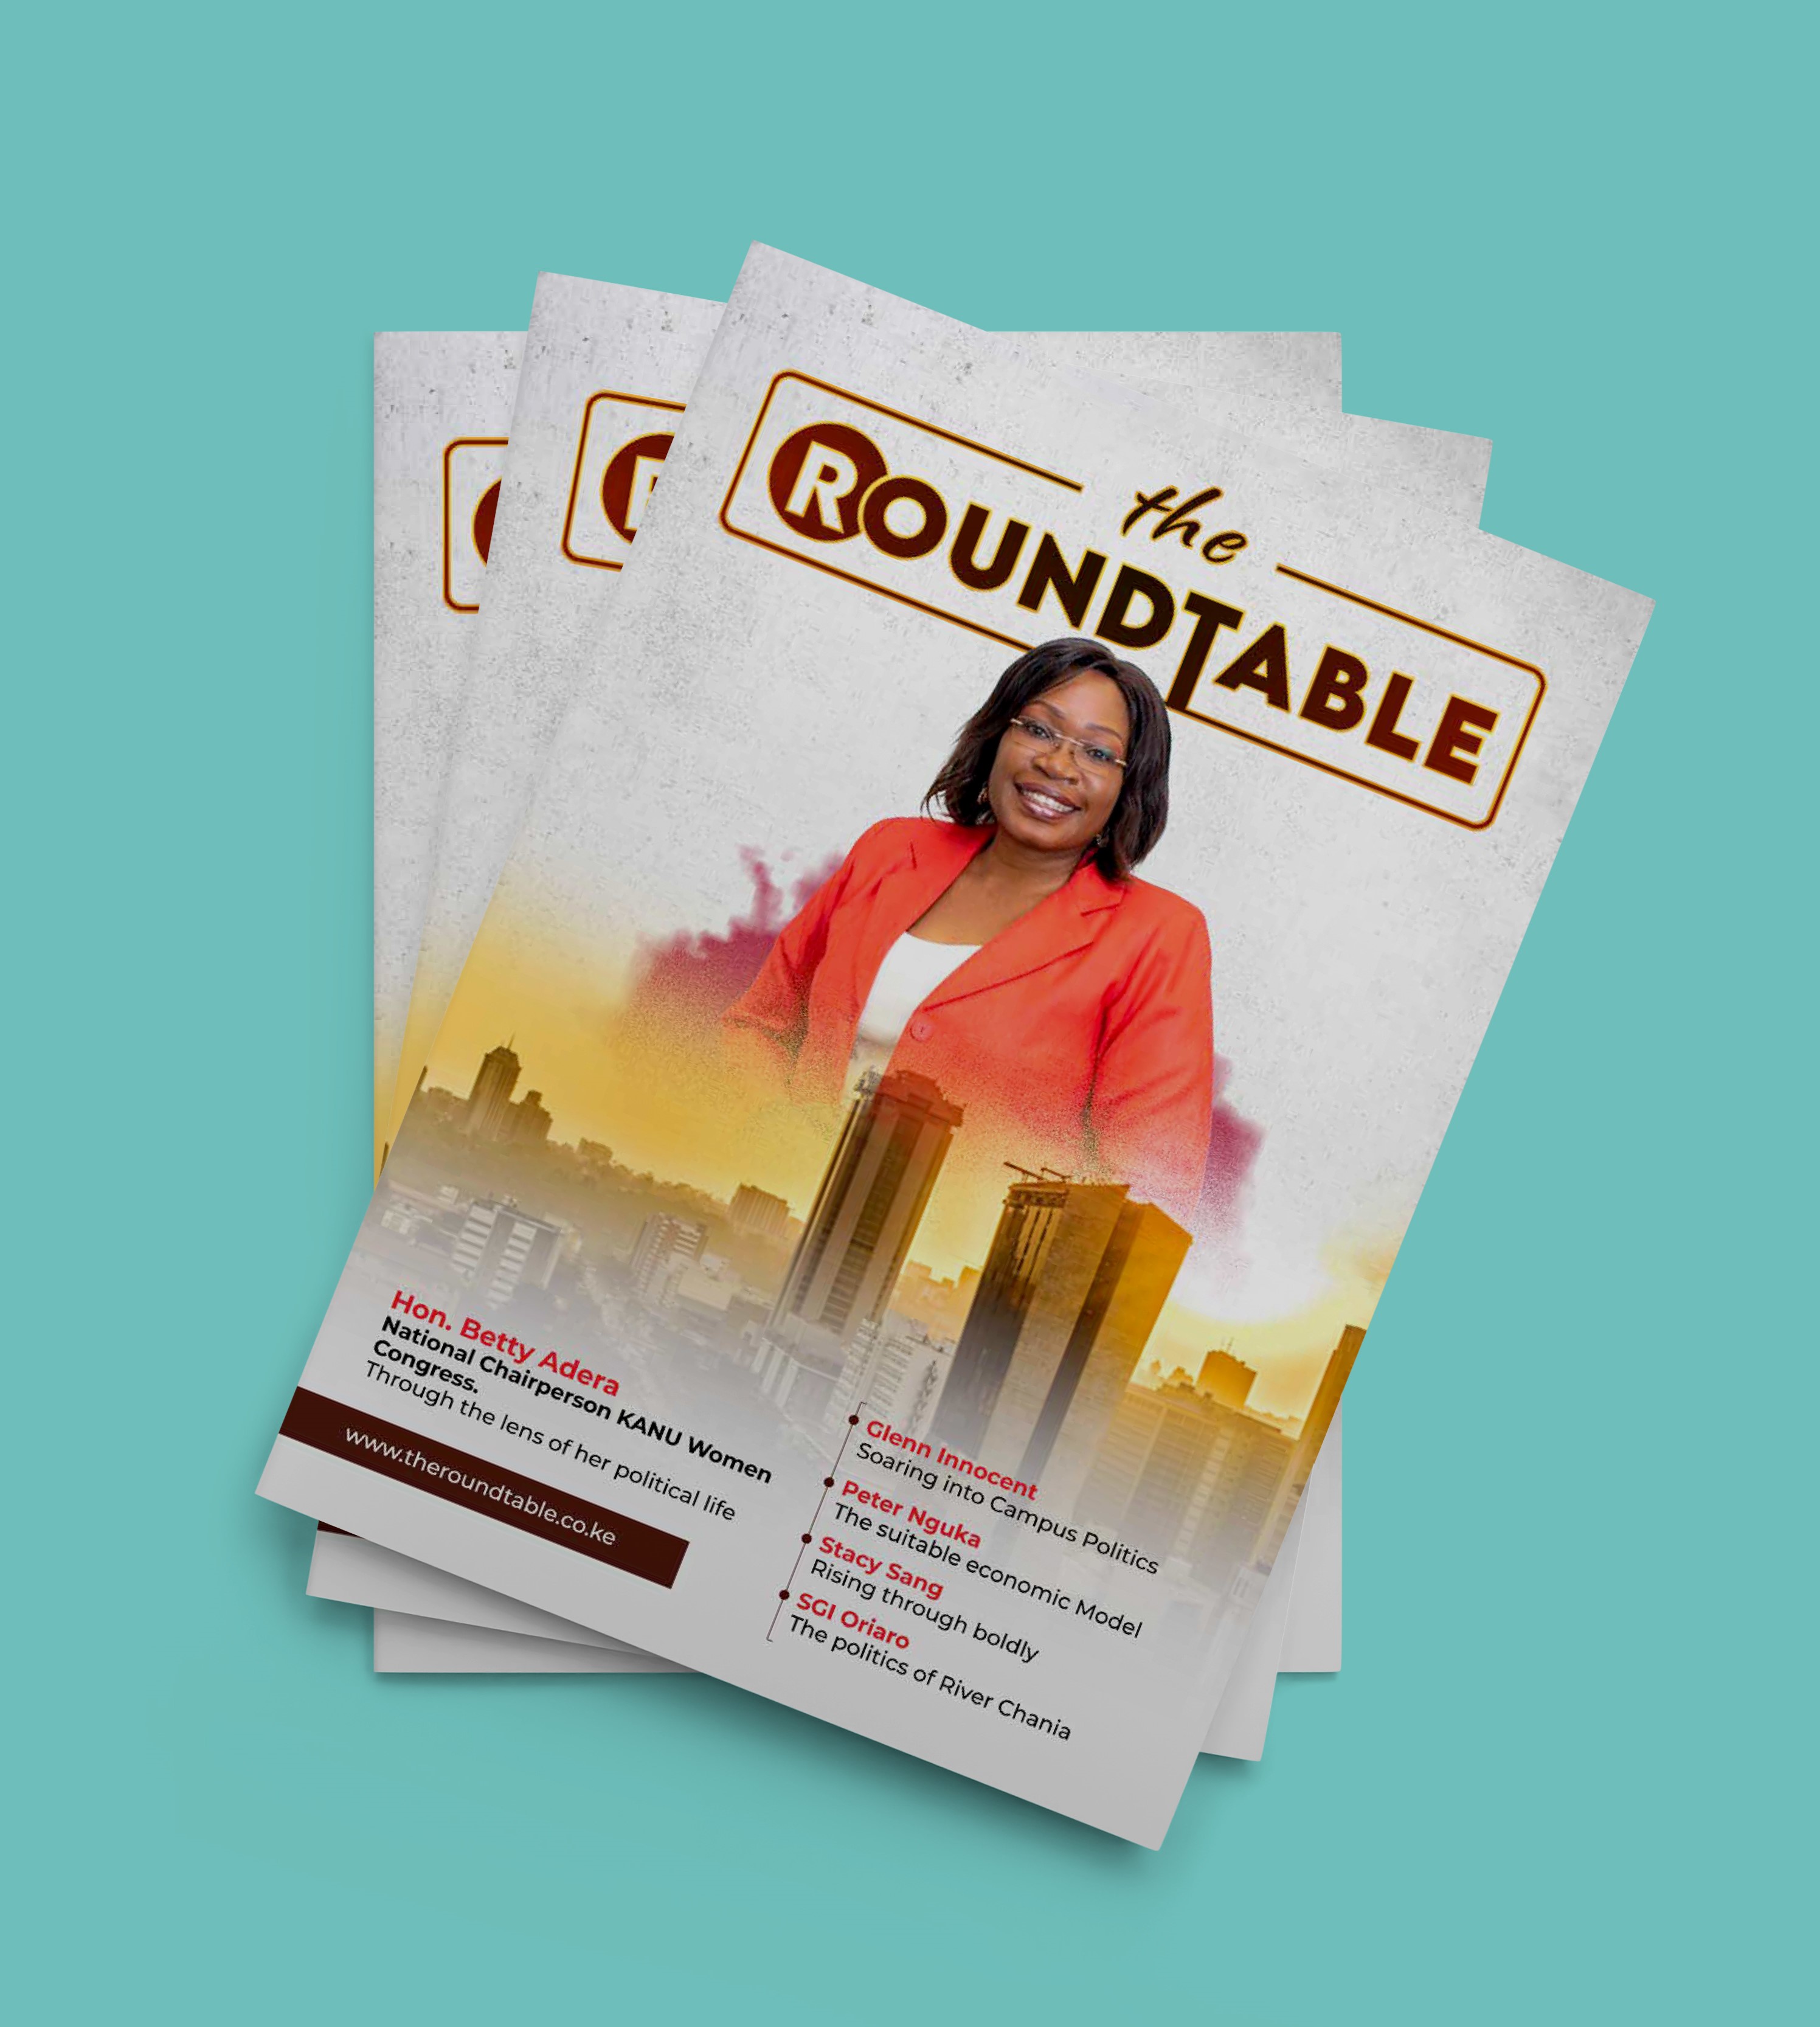 the
ROUNDTABLE
Hon. Betty Adera
National Chairperson KANU Women
Congress.
Through the lens of her political life
www.theroundtable.co.ke
Glenn Innocent
Soaring into Campus Politics
Peter Nguka
The suitable economic Model
Stacy Sang
Rising through boldly
SGI Oriaro
The politics of River Chania
R